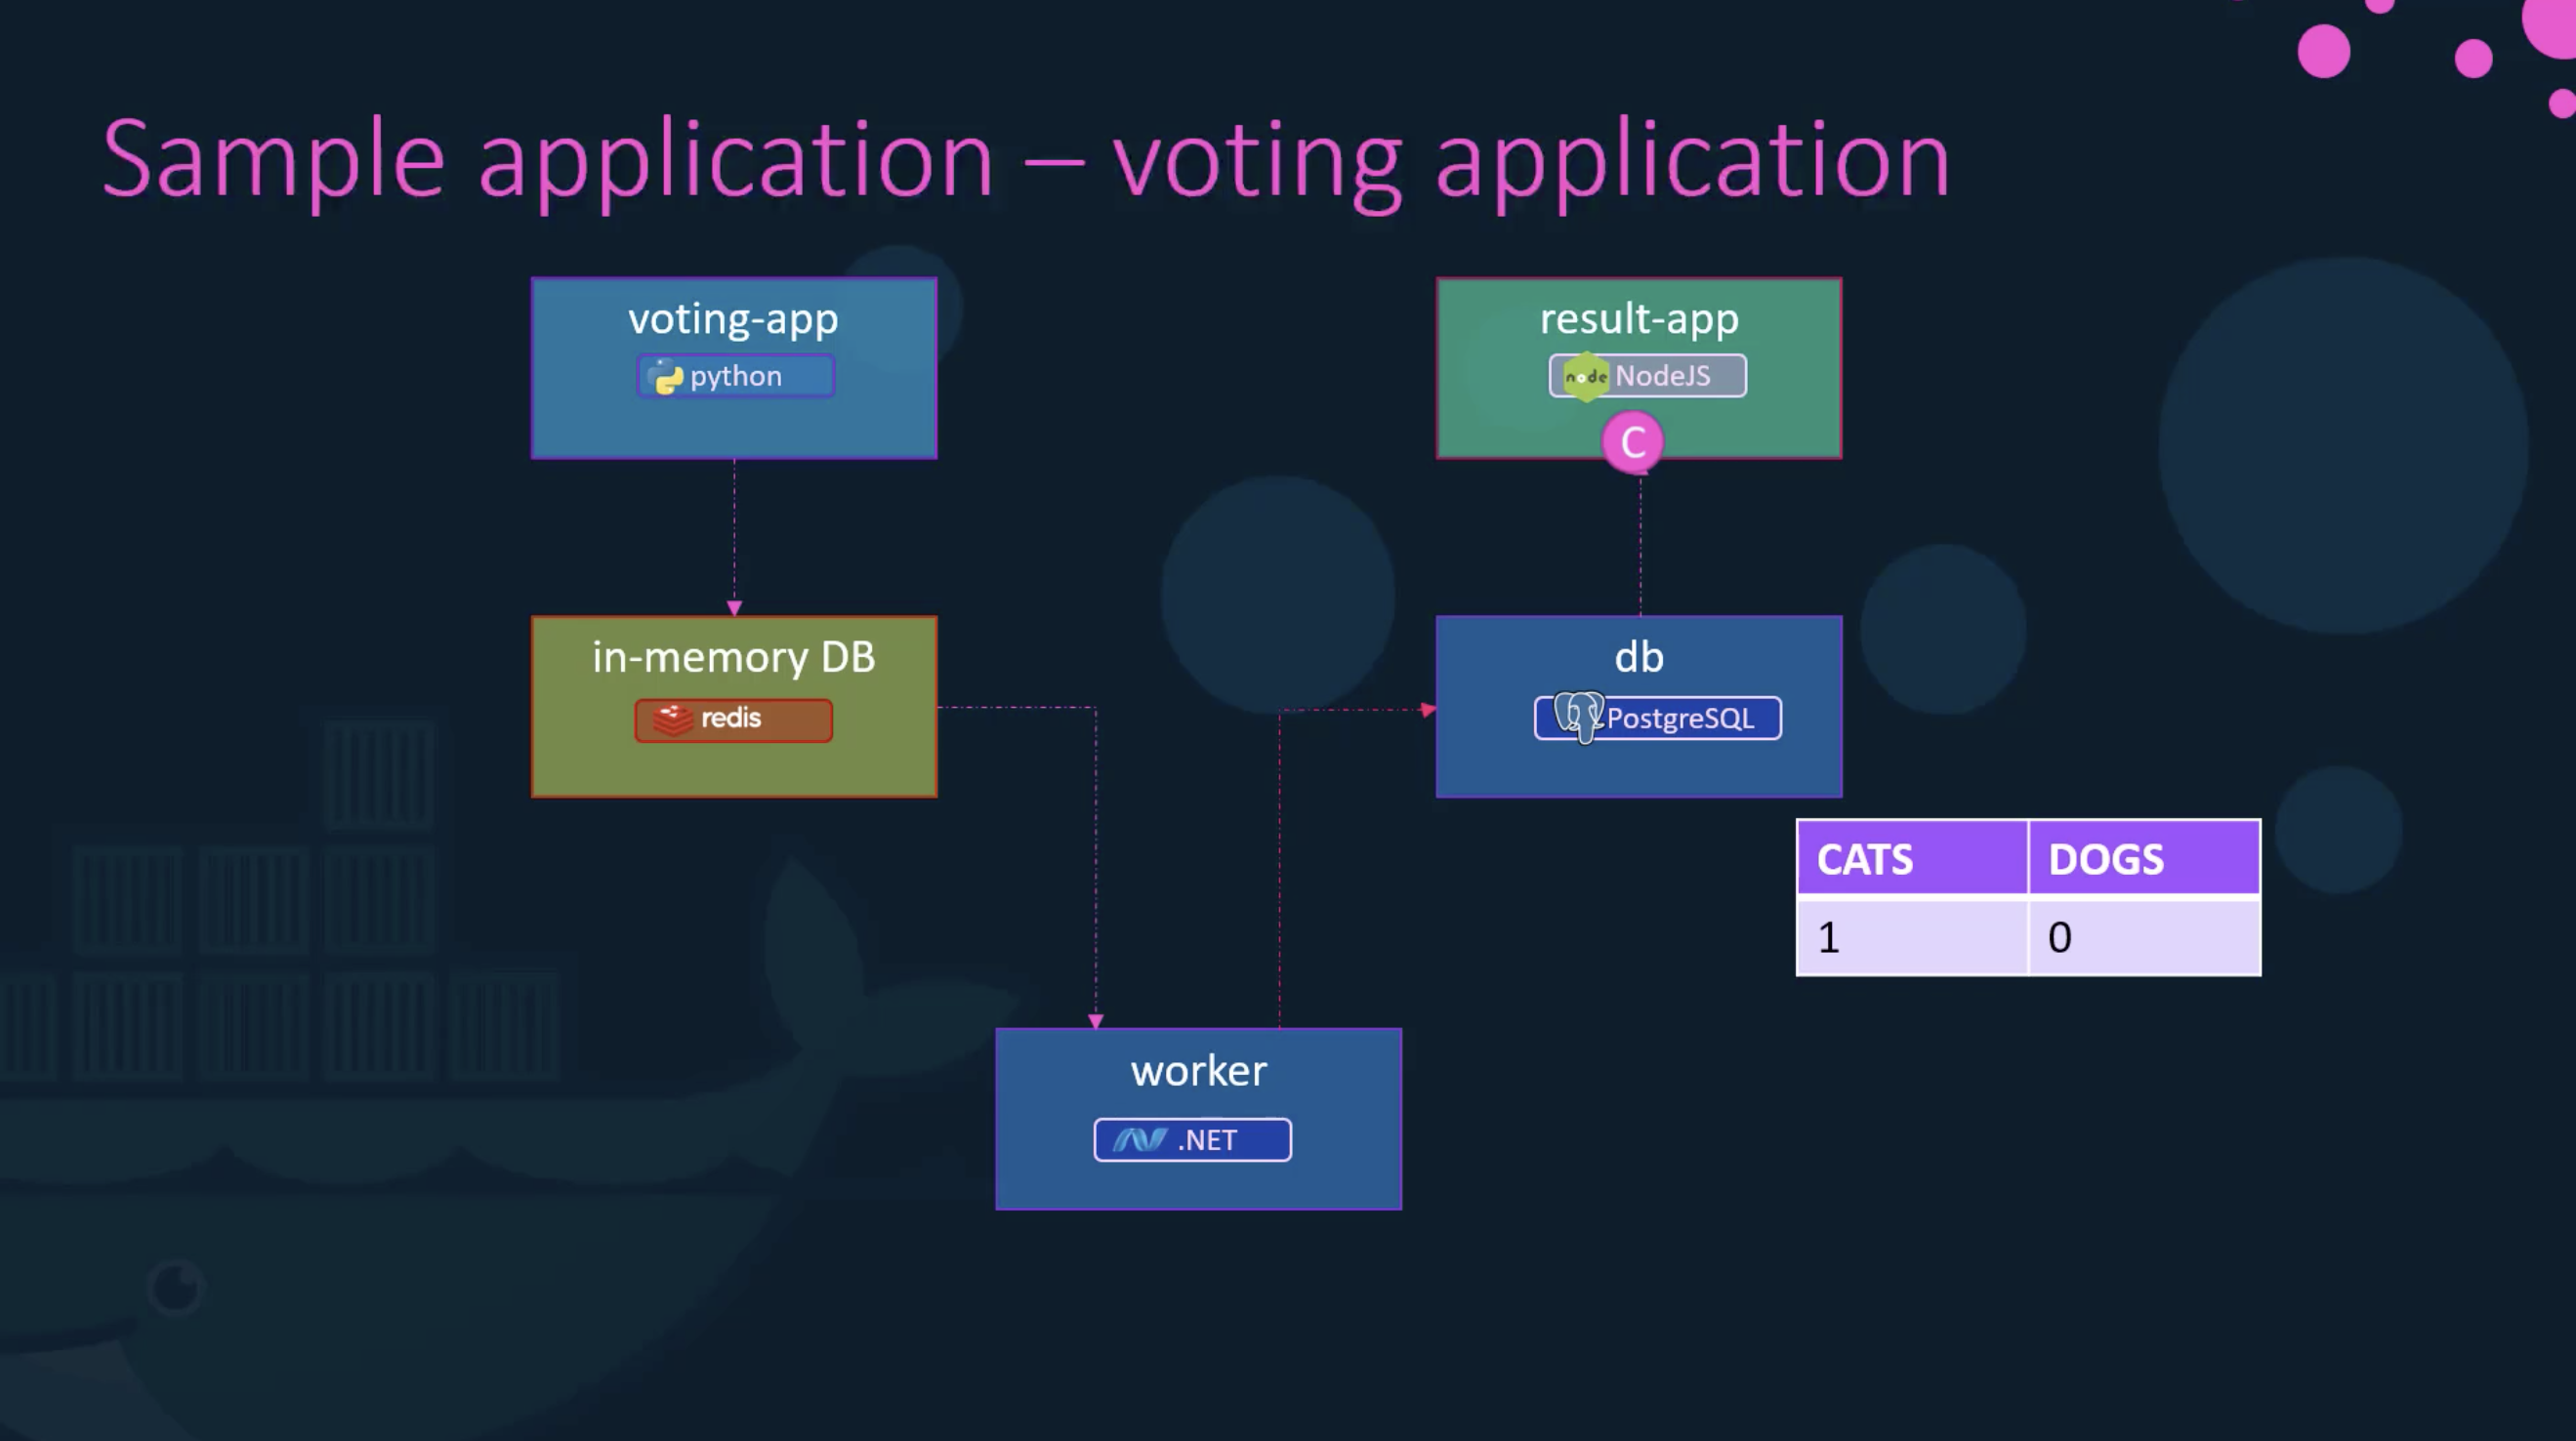 Sample application – voting application
voting-app
python
result-app
node NodeJS
C
in-memory DB
redis
db
PostgreSQL
CATS DOGS
1 0
worker
.NET